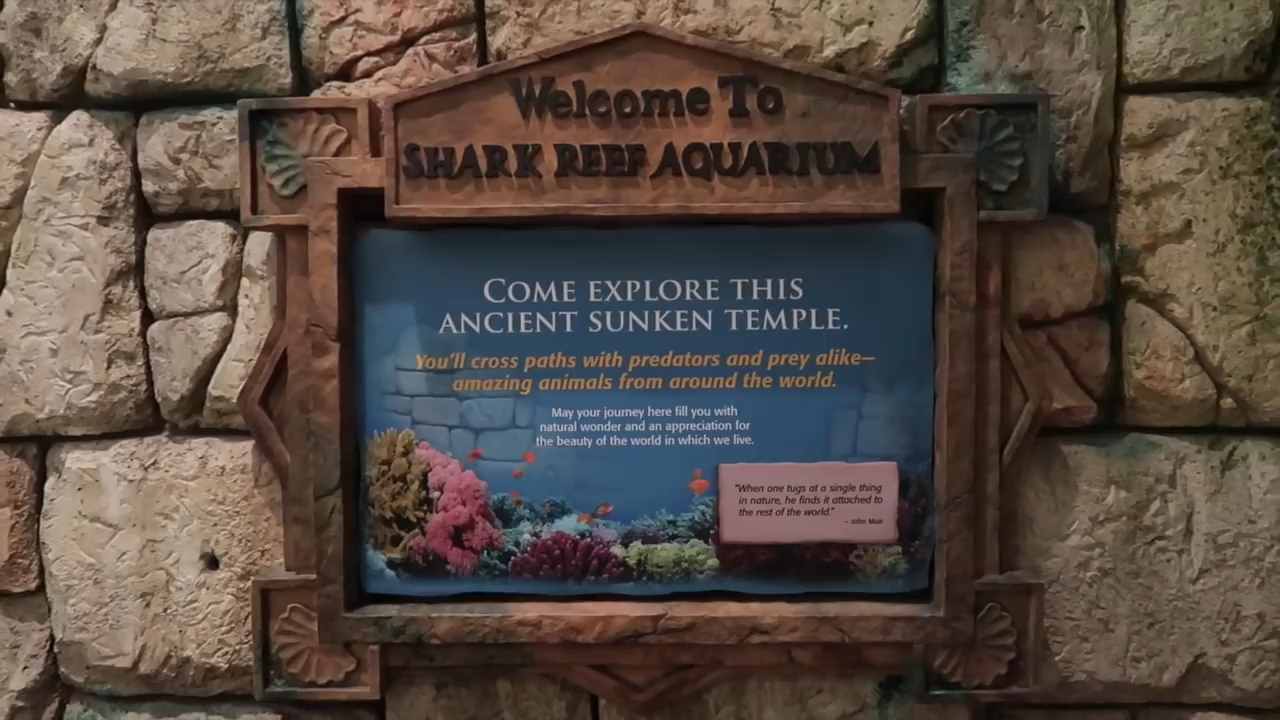 Welcome To
SHARK REEF AQUARIUM
COME EXPLORE THIS
ANCIENT SUNKEN TEMPLE.
You'll cross paths with predators and prey alike—
amazing animals from around the world.
May your journey here fill you with
natural wonder and an appreciation for
the beauty of the world in which we live.
"When one tugs at a single thing
in nature, he finds it attached to
the rest of the world."
– John Muir